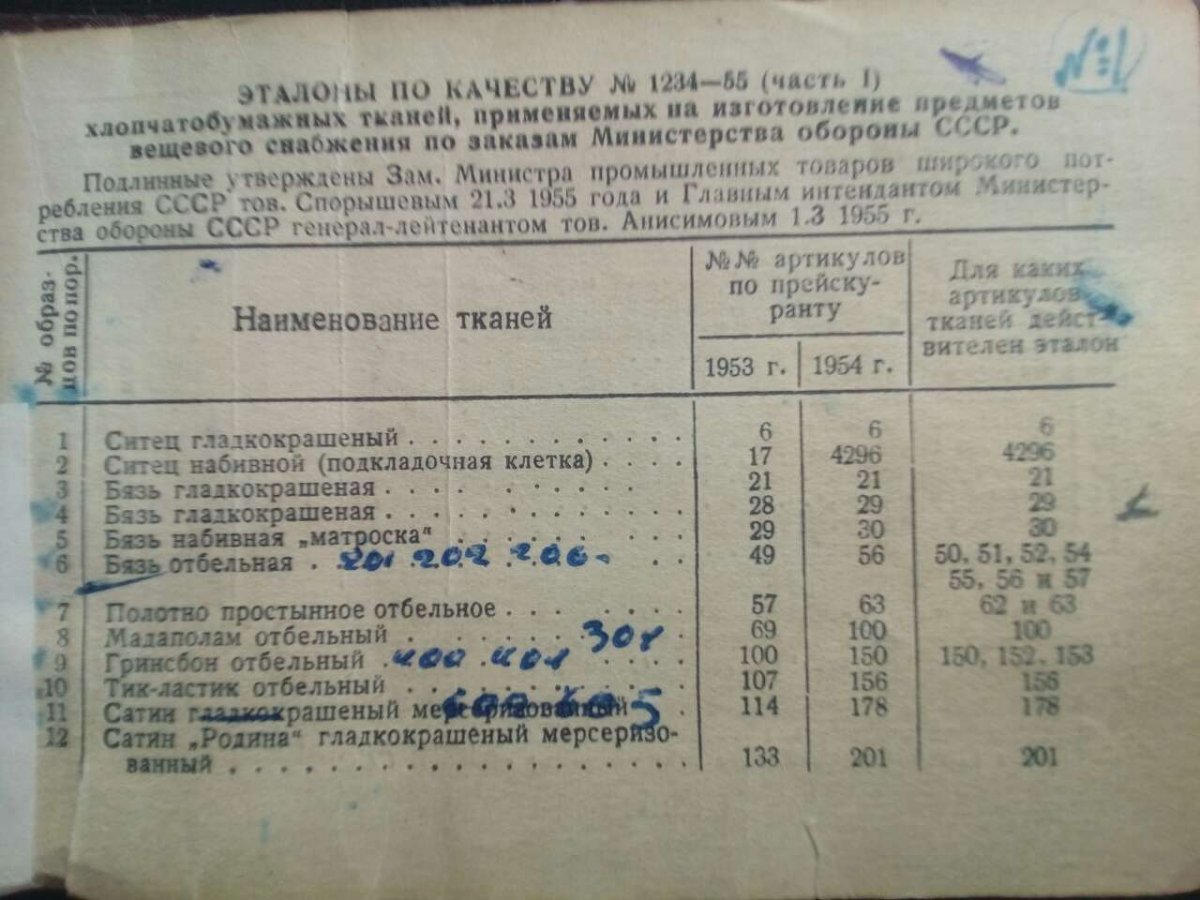 №1
ЭТАЛОНЫ ПО КАЧЕСТВУ № 1234—55 (часть I)
хлопчатобумажных тканей, применяемых на изготовление предметов
вещевого снабжения по заказам Министерства обороны СССР.
Подлинные утверждены Зам. Министра промышленных товаров широкого пот-
ребления СССР тов. Спорышевым 21.3 1955 года и Главным интендантом Министер-
ства обороны СССР генерал-лейтенантом тов. Анисимовым 1.3 1955 г.
№ образ-
цов по пор.
Наименование тканей
№№ артикулов
по прейску-
ранту
1953 г. 1954 г.
Для каких
артикулов
тканей дейст-
вителен эталон
1 Ситец гладкокрашеный 6 6 6
2 Ситец набивной (подкладочная клетка) 17 4296 4296
3 Бязь гладкокрашеная 21 21 21
4 Бязь гладкокрашеная 28 29 29
5 Бязь набивная „матроска“ 29 30 30
6 Бязь отбельная 201 202 206 49 56 50, 51, 52, 54
55, 56 и 57
7 Полотно простынное отбельное 57 63 62 и 63
8 Мадаполам отбельный 301 69 100 100
9 Гринсбон отбельный 400 401 100 150 150, 152, 153
10 Тик-ластик отбельный 107 156 156
11 Сатин гладкокрашеный мерсеризованный 114 178 178
12 Сатин „Родина“ гладкокрашеный мерсеризо-
ванный 133 201 201